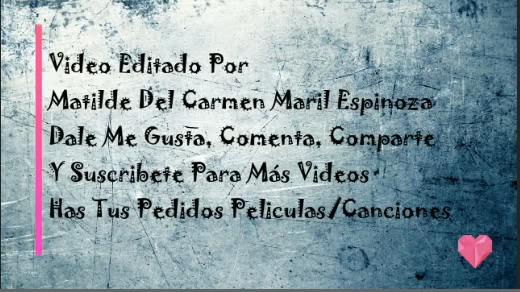 Video Editado Por
Matilde Del Carmen Maril Espinoza
Dale Me Gusta, Comenta, Comparte
Y Suscribete Para Más Videos
Has Tus Pedidos Peliculas/Canciones